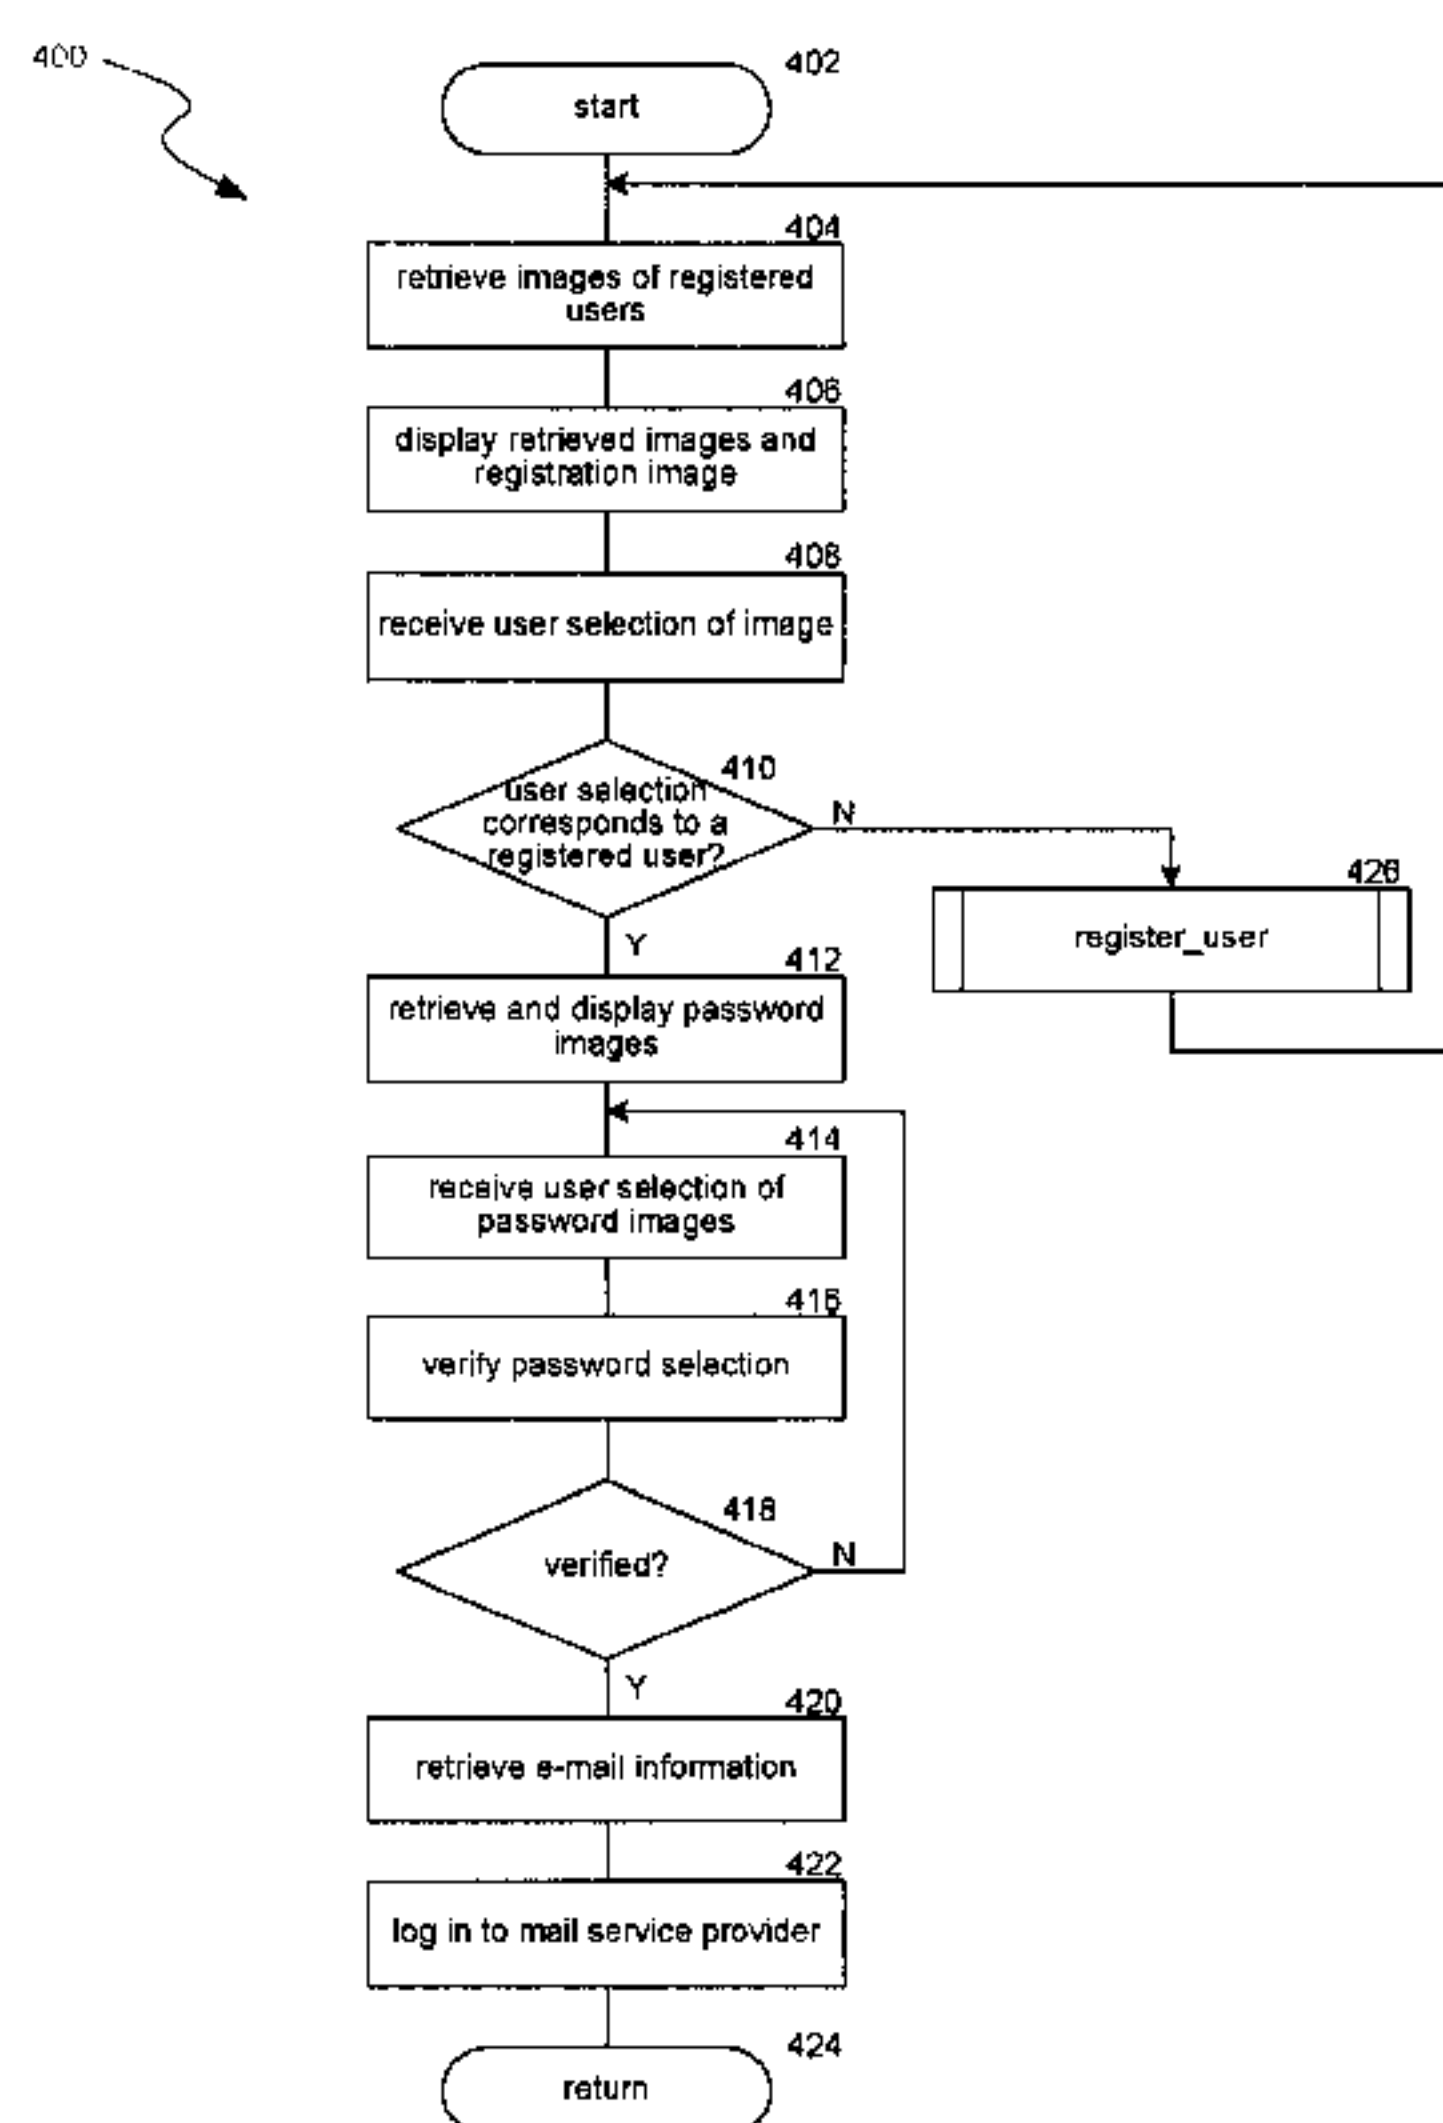 400
402
start
404
retrieve images of registered
users
406
display retrieved images and
registration image
408
receive user selection of image
410
user selection
corresponds to a
registered user?
N
Y
426
register_user
412
retrieve and display password
images
414
receive user selection of
password images
416
verify password selection
418
verified?
N
Y
420
retrieve e-mail information
422
log in to mail service provider
424
return